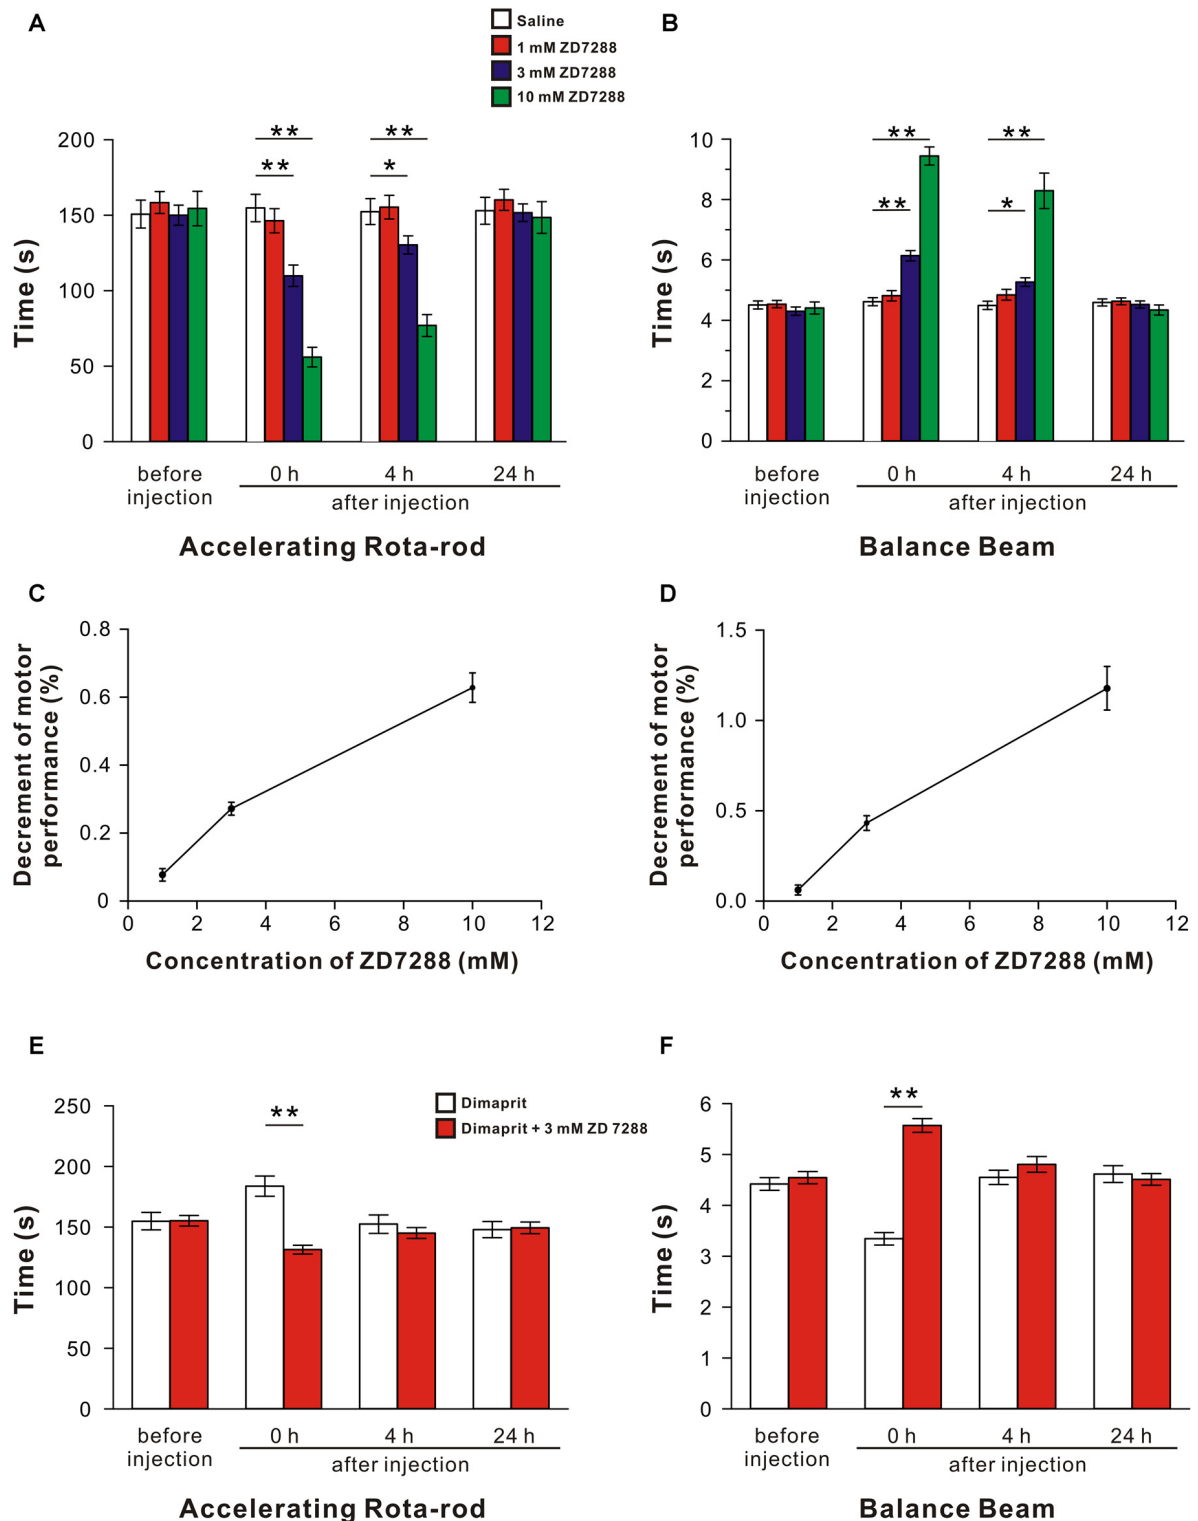 A
Saline
1 mM ZD7288
3 mM ZD7288
10 mM ZD7288
Time (s)
200
150
100
50
0
**
**
**
*
before injection
0 h
4 h
24 h
after injection
Accelerating Rota-rod
B
Time (s)
10
8
6
4
2
0
**
**
**
*
before injection
0 h
4 h
24 h
after injection
Balance Beam
C
Decrement of motor
performance (%)
0.8
0.6
0.4
0.2
0
0 2 4 6 8 10 12
Concentration of ZD7288 (mM)
D
Decrement of motor
performance (%)
1.5
1.0
0.5
0.0
0 2 4 6 8 10 12
Concentration of ZD7288 (mM)
E
Dimaprit
Dimaprit + 3 mM ZD 7288
Time (s)
250
200
150
100
50
0
**
before injection
0 h
4 h
24 h
after injection
Accelerating Rota-rod
F
Time (s)
6
5
4
3
2
1
0
**
before injection
0 h
4 h
24 h
after injection
Balance Beam